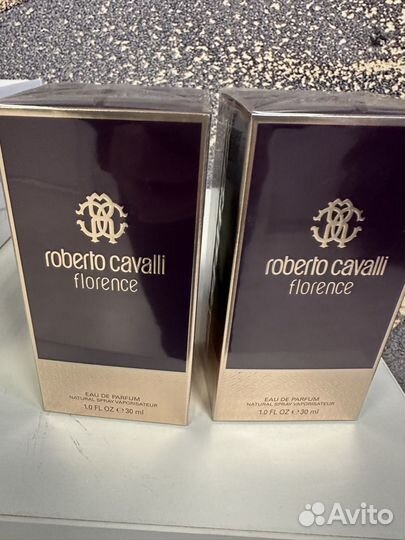 roberto cavalli
florence
EAU DE PARFUM
NATURAL SPRAY VAPORISATEUR
1.0 FL OZ ℮ 30 ml
roberto cavalli
florence
EAU DE PARFUM
NATURAL SPRAY VAPORISATEUR
1.0 FL OZ ℮ 30 ml
Avito